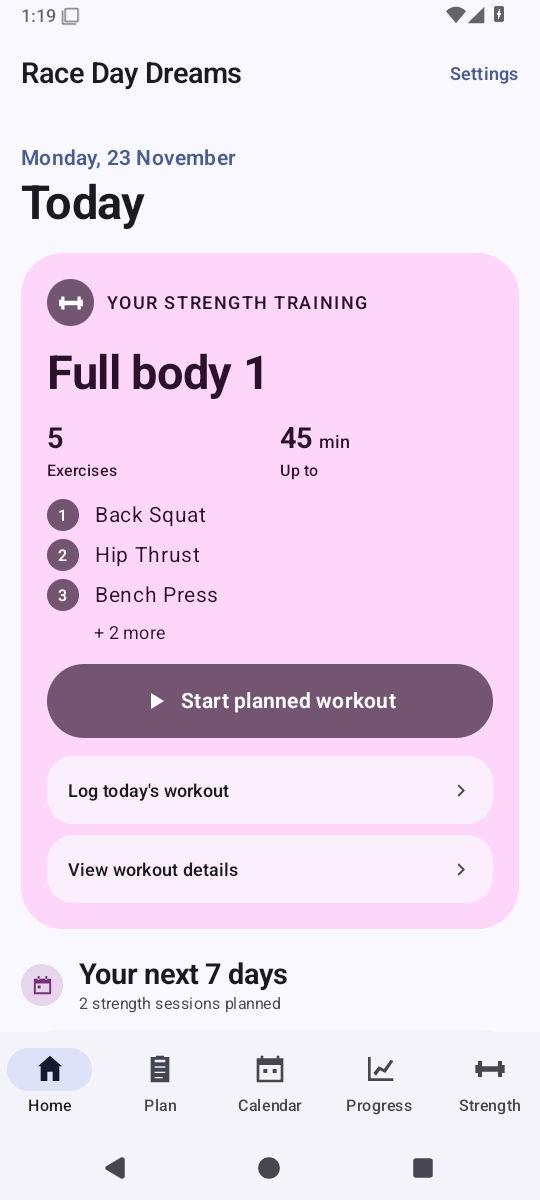 1:19
Race Day Dreams
Settings
Monday, 23 November
Today
YOUR STRENGTH TRAINING
Full body 1
5
Exercises
45 min
Up to
1 Back Squat
2 Hip Thrust
3 Bench Press
+ 2 more
Start planned workout
Log today's workout
View workout details
Your next 7 days
2 strength sessions planned
Home
Plan
Calendar
Progress
Strength